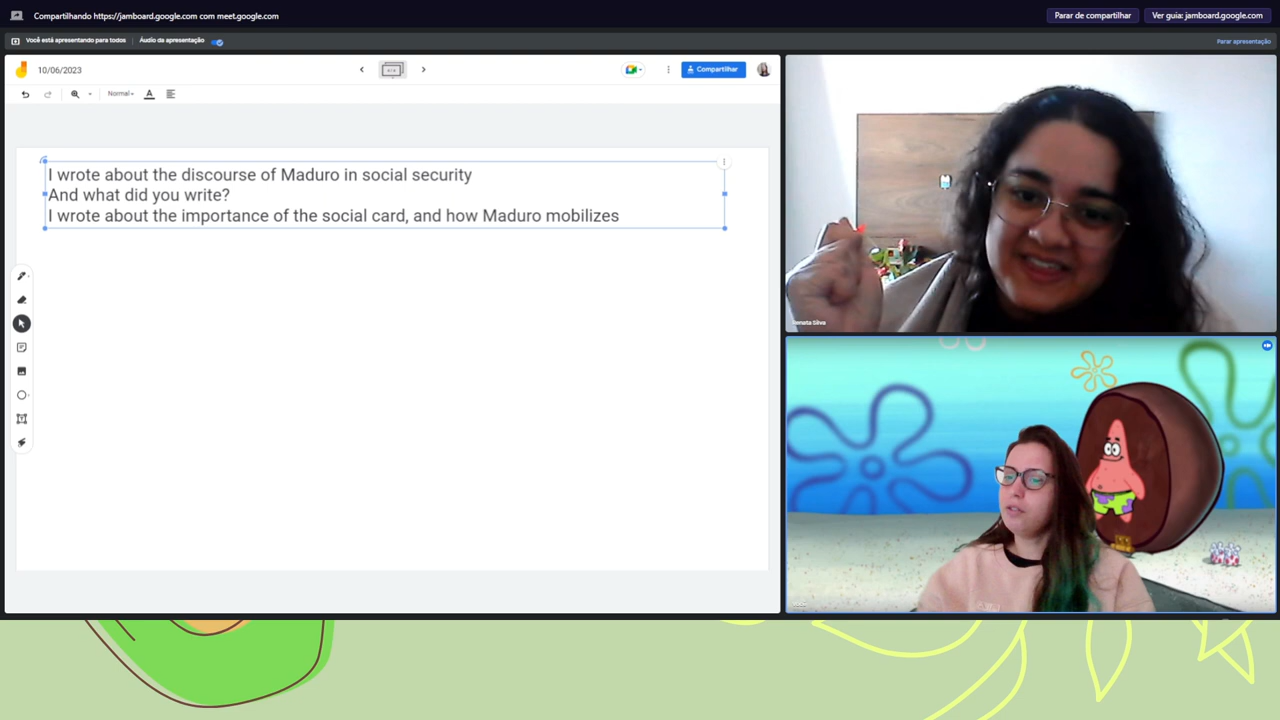 Compartilhando https://jamboard.google.com com meet.google.com
Parar de compartilhar
Ver guia: jamboard.google.com
Você está apresentando para todos
Áudio da apresentação
Parar apresentação
10/06/2023
Compartilhar
Normal
I wrote about the discourse of Maduro in social security
And what did you write?
I wrote about the importance of the social card, and how Maduro mobilizes
Renata Silva